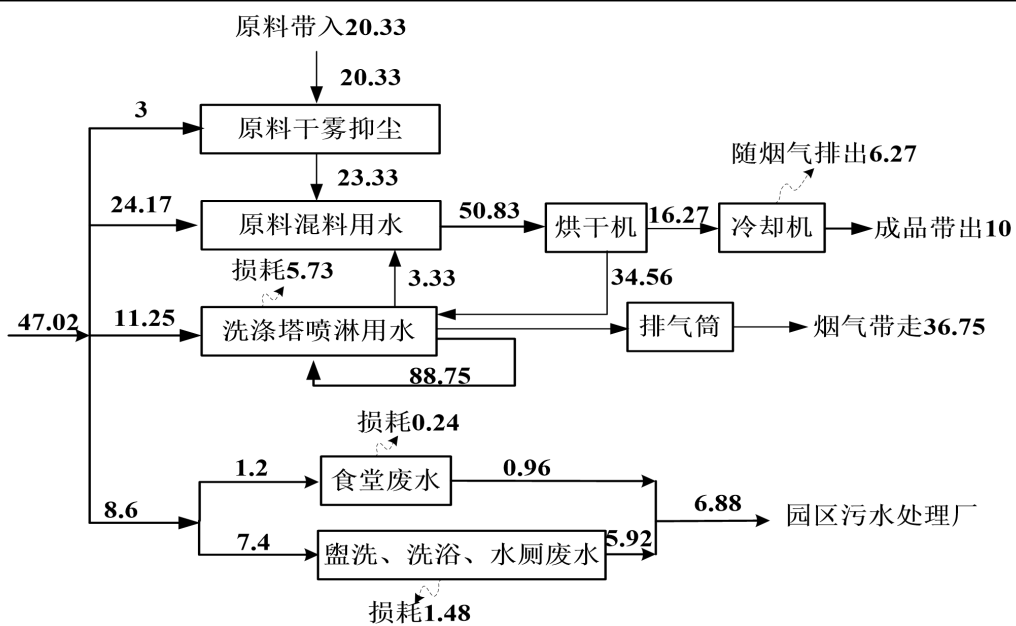 原料带入20.33
20.33
3
原料干雾抑尘
23.33
随烟气排出6.27
24.17
原料混料用水
50.83
烘干机
16.27
冷却机
成品带出10
损耗5.73
3.33
34.56
47.02
11.25
洗涤塔喷淋用水
排气筒
烟气带走36.75
88.75
损耗0.24
1.2
食堂废水
0.96
8.6
6.88
园区污水处理厂
7.4
盥洗、洗浴、水厕废水
5.92
损耗1.48